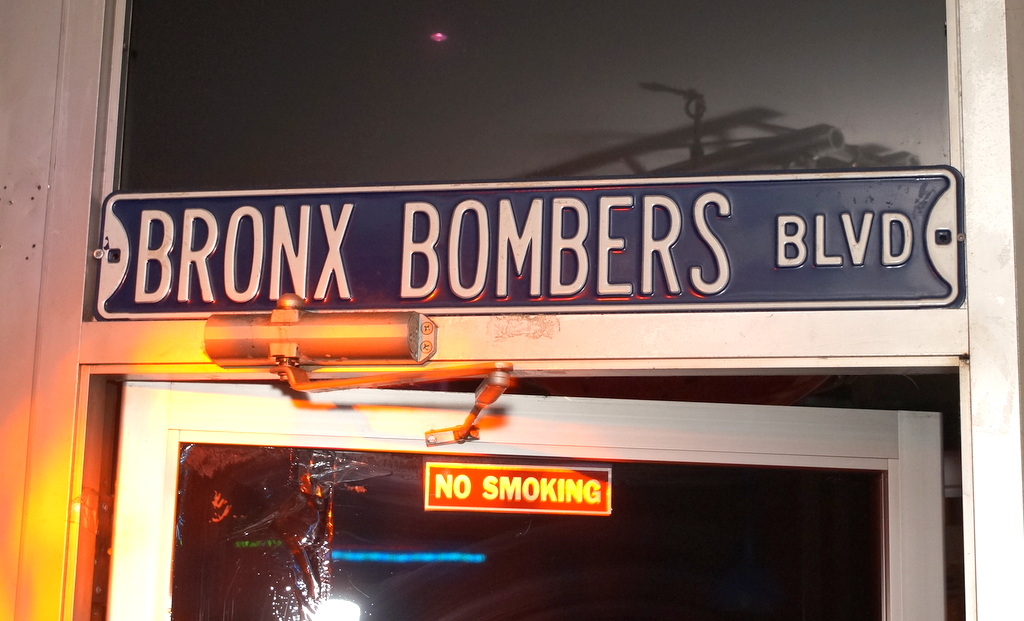 BRONX BOMBERS BLVD
NO SMOKING